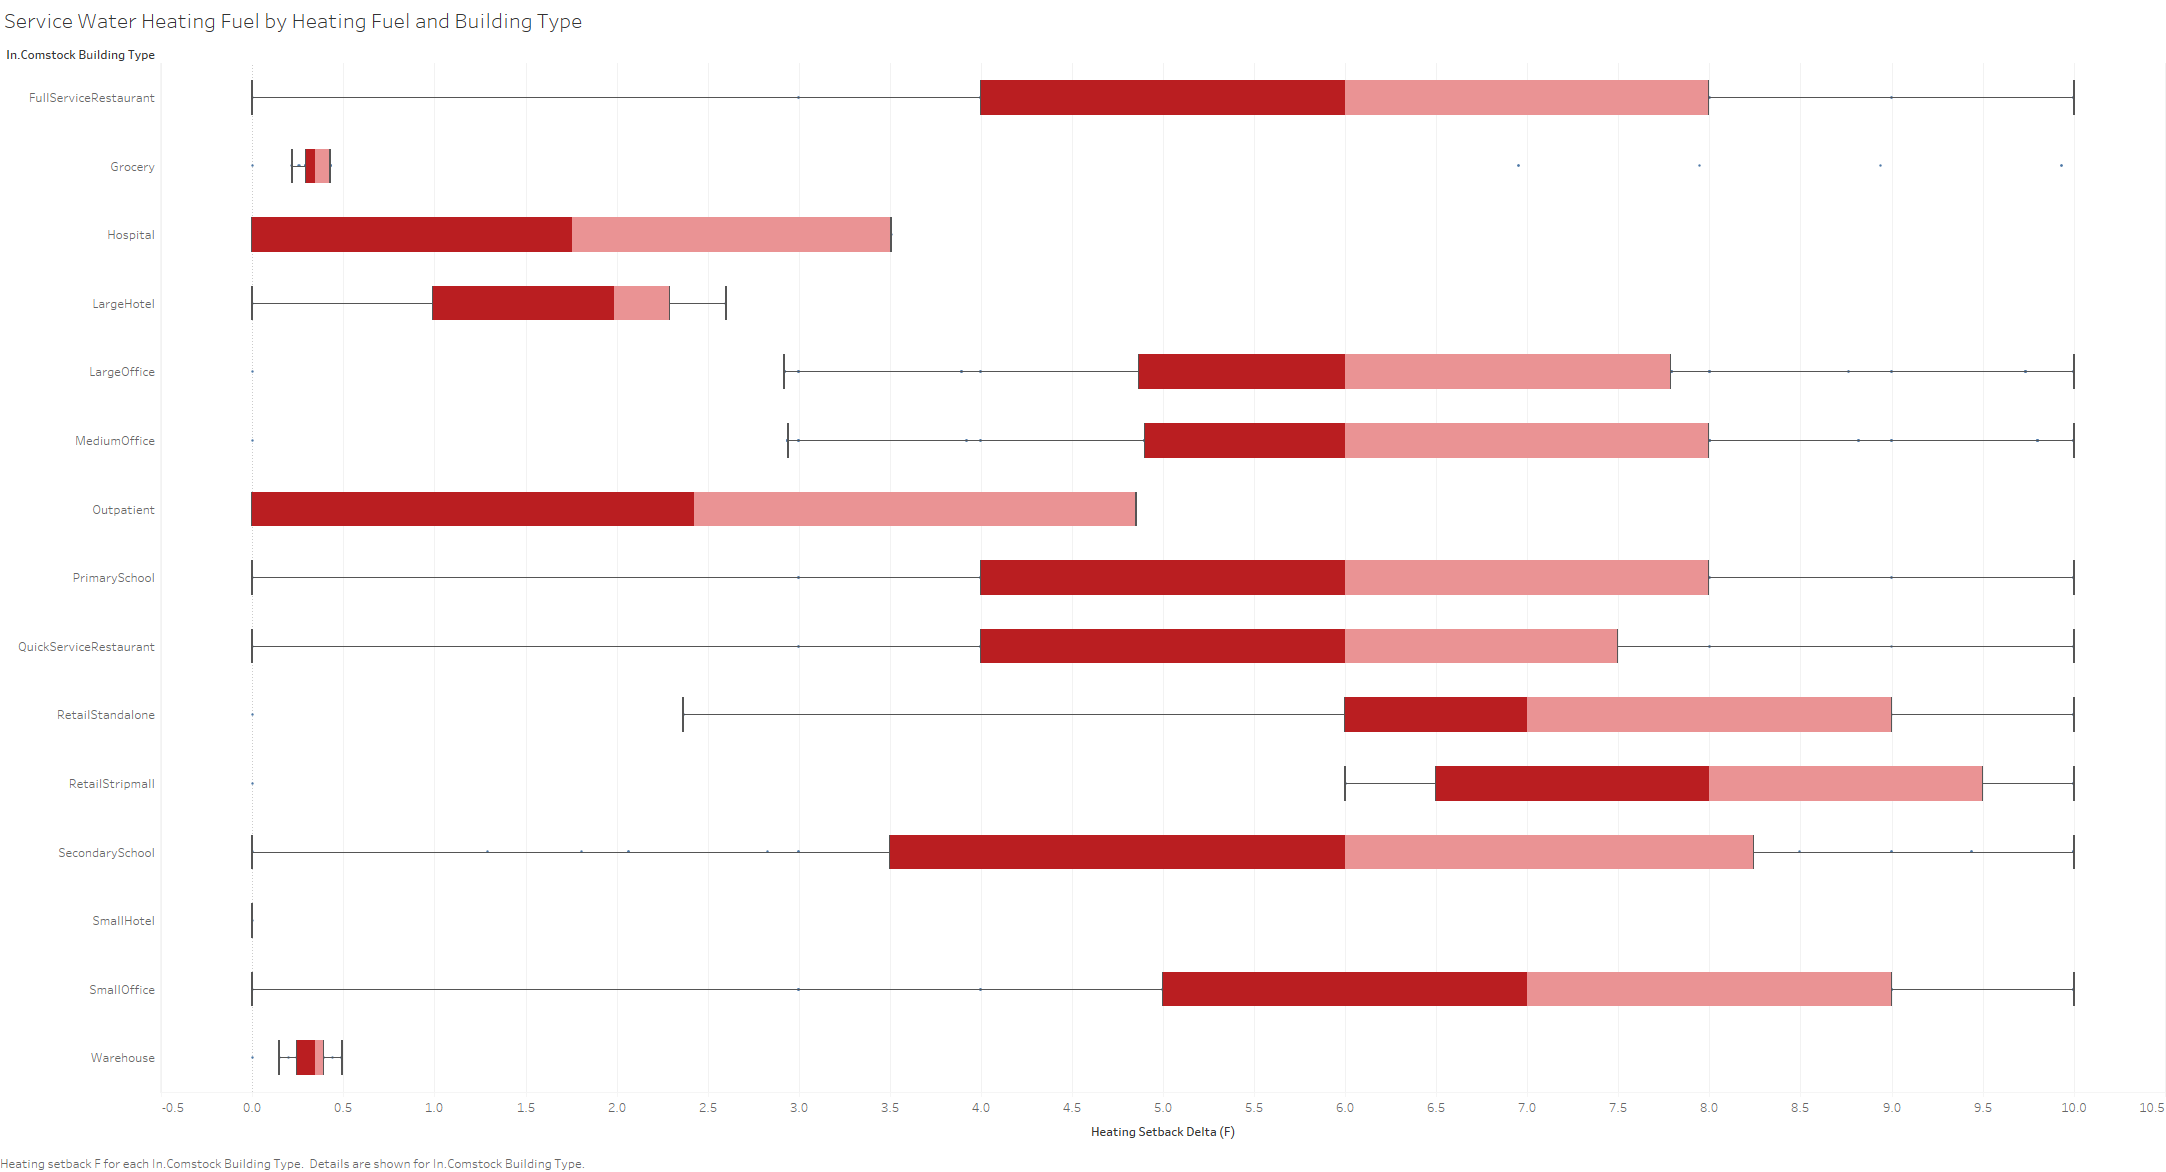 Service Water Heating Fuel by Heating Fuel and Building Type
In.Comstock Building Type
FullServiceRestaurant
Grocery
Hospital
LargeHotel
LargeOffice
MediumOffice
Outpatient
PrimarySchool
QuickServiceRestaurant
RetailStandalone
RetailStripmall
SecondarySchool
SmallHotel
SmallOffice
Warehouse
-0.5 0.0 0.5 1.0 1.5 2.0 2.5 3.0 3.5 4.0 4.5 5.0 5.5 6.0 6.5 7.0 7.5 8.0 8.5 9.0 9.5 10.0 10.5
Heating Setback Delta (F)
Heating setback F for each In.Comstock Building Type. Details are shown for In.Comstock Building Type.